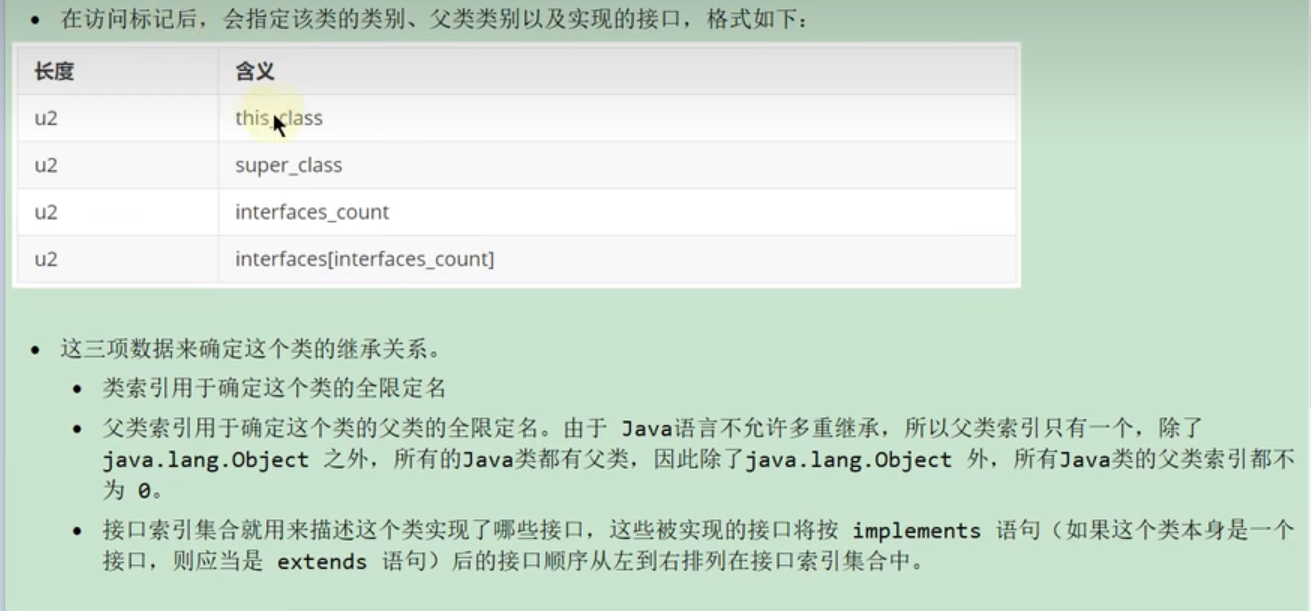 在访问标记后，会指定该类的类别、父类类别以及实现的接口，格式如下：
长度 含义
u2 this_class
u2 super_class
u2 interfaces_count
u2 interfaces[interfaces_count]
这三项数据来确定这个类的继承关系。
类索引用于确定这个类的全限定名
父类索引用于确定这个类的父类的全限定名。由于 Java语言不允许多重继承，所以父类索引只有一个，除了
java.lang.Object 之外，所有的Java类都有父类，因此除了java.lang.Object 外，所有Java类的父类索引都不
为 0。
接口索引集合就用来描述这个类实现了哪些接口，这些被实现的接口将按 implements 语句（如果这个类本身是一个
接口，则应当是 extends 语句）后的接口顺序从左到右排列在接口索引集合中。